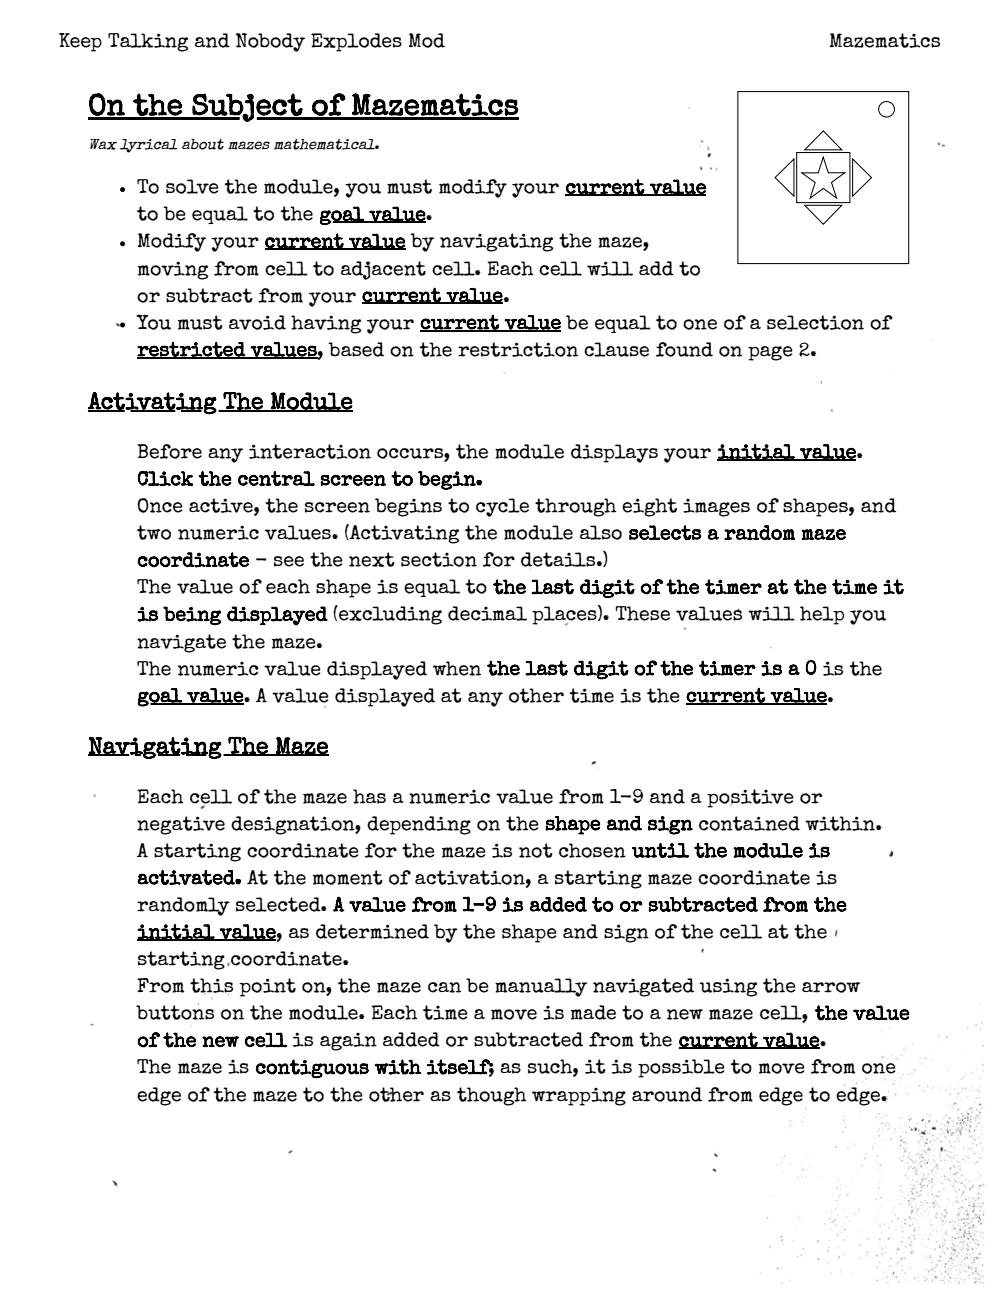 Keep Talking and Nobody Explodes Mod
Mazematics
On the Subject of Mazematics
Wax lyrical about mazes mathematical.
• To solve the module, you must modify your current value
to be equal to the goal value.
• Modify your current value by navigating the maze,
moving from cell to adjacent cell. Each cell will add to
or subtract from your current value.
• You must avoid having your current value be equal to one of a selection of
restricted values, based on the restriction clause found on page 2.
Activating The Module
Before any interaction occurs, the module displays your initial value.
Click the central screen to begin.
Once active, the screen begins to cycle through eight images of shapes, and
two numeric values. (Activating the module also selects a random maze
coordinate – see the next section for details.)
The value of each shape is equal to the last digit of the timer at the time it
is being displayed (excluding decimal places). These values will help you
navigate the maze.
The numeric value displayed when the last digit of the timer is a 0 is the
goal value. A value displayed at any other time is the current value.
Navigating The Maze
Each cell of the maze has a numeric value from 1–9 and a positive or
negative designation, depending on the shape and sign contained within.
A starting coordinate for the maze is not chosen until the module is
activated. At the moment of activation, a starting maze coordinate is
randomly selected. A value from 1–9 is added to or subtracted from the
initial value, as determined by the shape and sign of the cell at the
starting coordinate.
From this point on, the maze can be manually navigated using the arrow
buttons on the module. Each time a move is made to a new maze cell, the value
of the new cell is again added or subtracted from the current value.
The maze is contiguous with itself; as such, it is possible to move from one
edge of the maze to the other as though wrapping around from edge to edge.